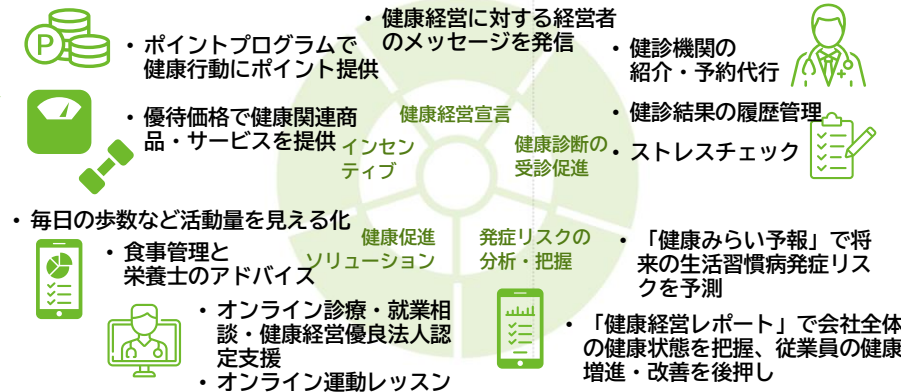 ・健康経営に対する経営者
のメッセージを発信
・ポイントプログラムで
健康行動にポイント提供
・優待価格で健康関連商
品・サービスを提供
・健診機関の
紹介・予約代行
・健診結果の履歴管理
・ストレスチェック
健康経営宣言
インセン
ティブ
健康診断の
受診促進
健康促進
ソリューション
発症リスクの
分析・把握
・毎日の歩数など活動量を見える化
・食事管理と
栄養士のアドバイス
・オンライン診療・就業相
談・健康経営優良法人認
定支援
・オンライン運動レッスン
・「健康みらい予報」で将
来の生活習慣病発症リス
クを予測
・「健康経営レポート」で会社全体
の健康状態を把握、従業員の健康
増進・改善を後押し
P